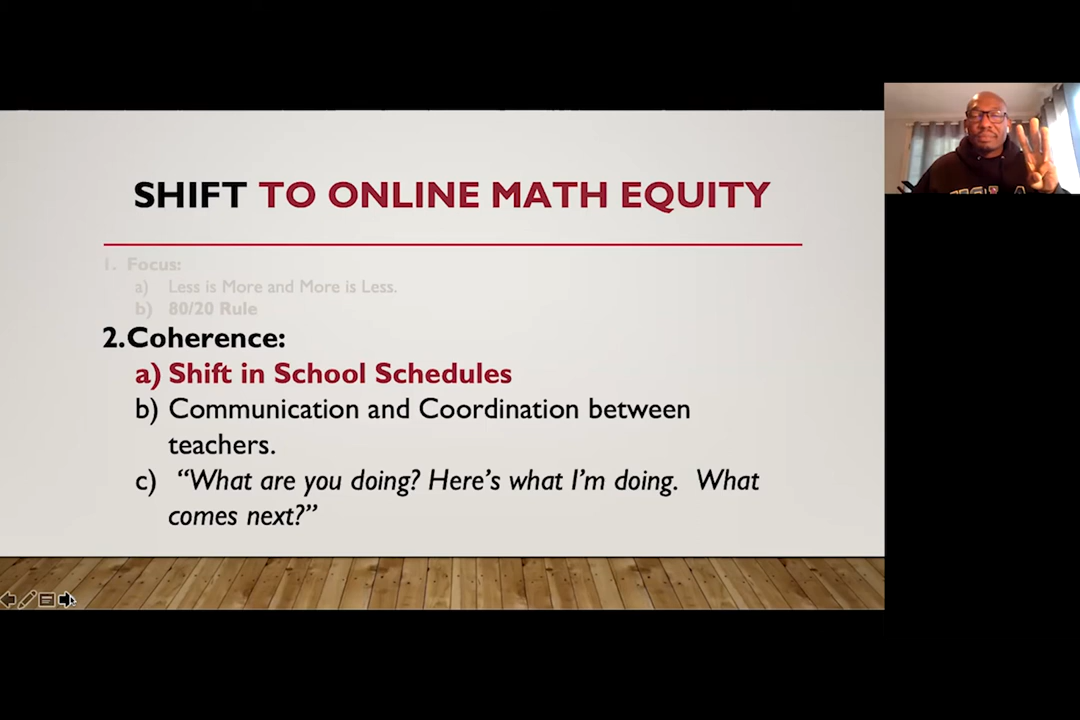 SHIFT TO ONLINE MATH EQUITY
1. Focus:
a) Less is More and More is Less.
b) 80/20 Rule
2.Coherence:
a) Shift in School Schedules
b) Communication and Coordination between
teachers.
c) “What are you doing? Here’s what I’m doing. What
comes next?”